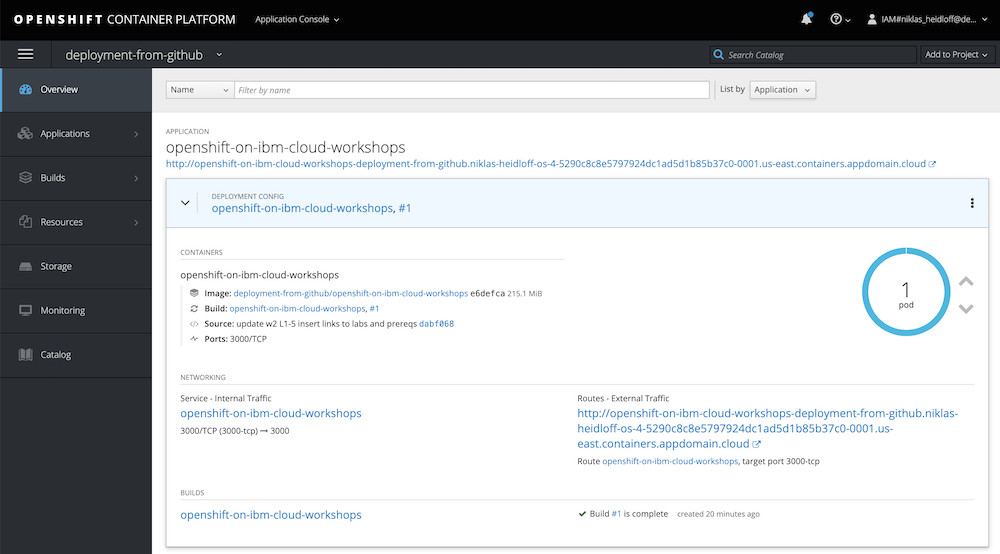 OPENSHIFT CONTAINER PLATFORM
Application Console
IAM#niklas_heidloff@de...
deployment-from-github
Search Catalog
Add to Project
Overview
Applications
Builds
Resources
Storage
Monitoring
Catalog
Name
Filter by name
List by
Application
APPLICATION
openshift-on-ibm-cloud-workshops
http://openshift-on-ibm-cloud-workshops-deployment-from-github.niklas-heidloff-os-4-5290c8c8e5797924dc1ad5d1b85b37c0-0001.us-east.containers.appdomain.cloud
DEPLOYMENT CONFIG
openshift-on-ibm-cloud-workshops, #1
CONTAINERS
openshift-on-ibm-cloud-workshops
Image: deployment-from-github/openshift-on-ibm-cloud-workshops e6defca 215.1 MiB
Build: openshift-on-ibm-cloud-workshops, #1
Source: update w2 L1-5 insert links to labs and prereqs dabf068
Ports: 3000/TCP
1
pod
NETWORKING
Service - Internal Traffic
openshift-on-ibm-cloud-workshops
3000/TCP (3000-tcp) → 3000
Routes - External Traffic
http://openshift-on-ibm-cloud-workshops-deployment-from-github.niklas-
heidloff-os-4-5290c8c8e5797924dc1ad5d1b85b37c0-0001.us-
east.containers.appdomain.cloud
Route openshift-on-ibm-cloud-workshops, target port 3000-tcp
BUILDS
openshift-on-ibm-cloud-workshops
Build #1 is complete created 20 minutes ago